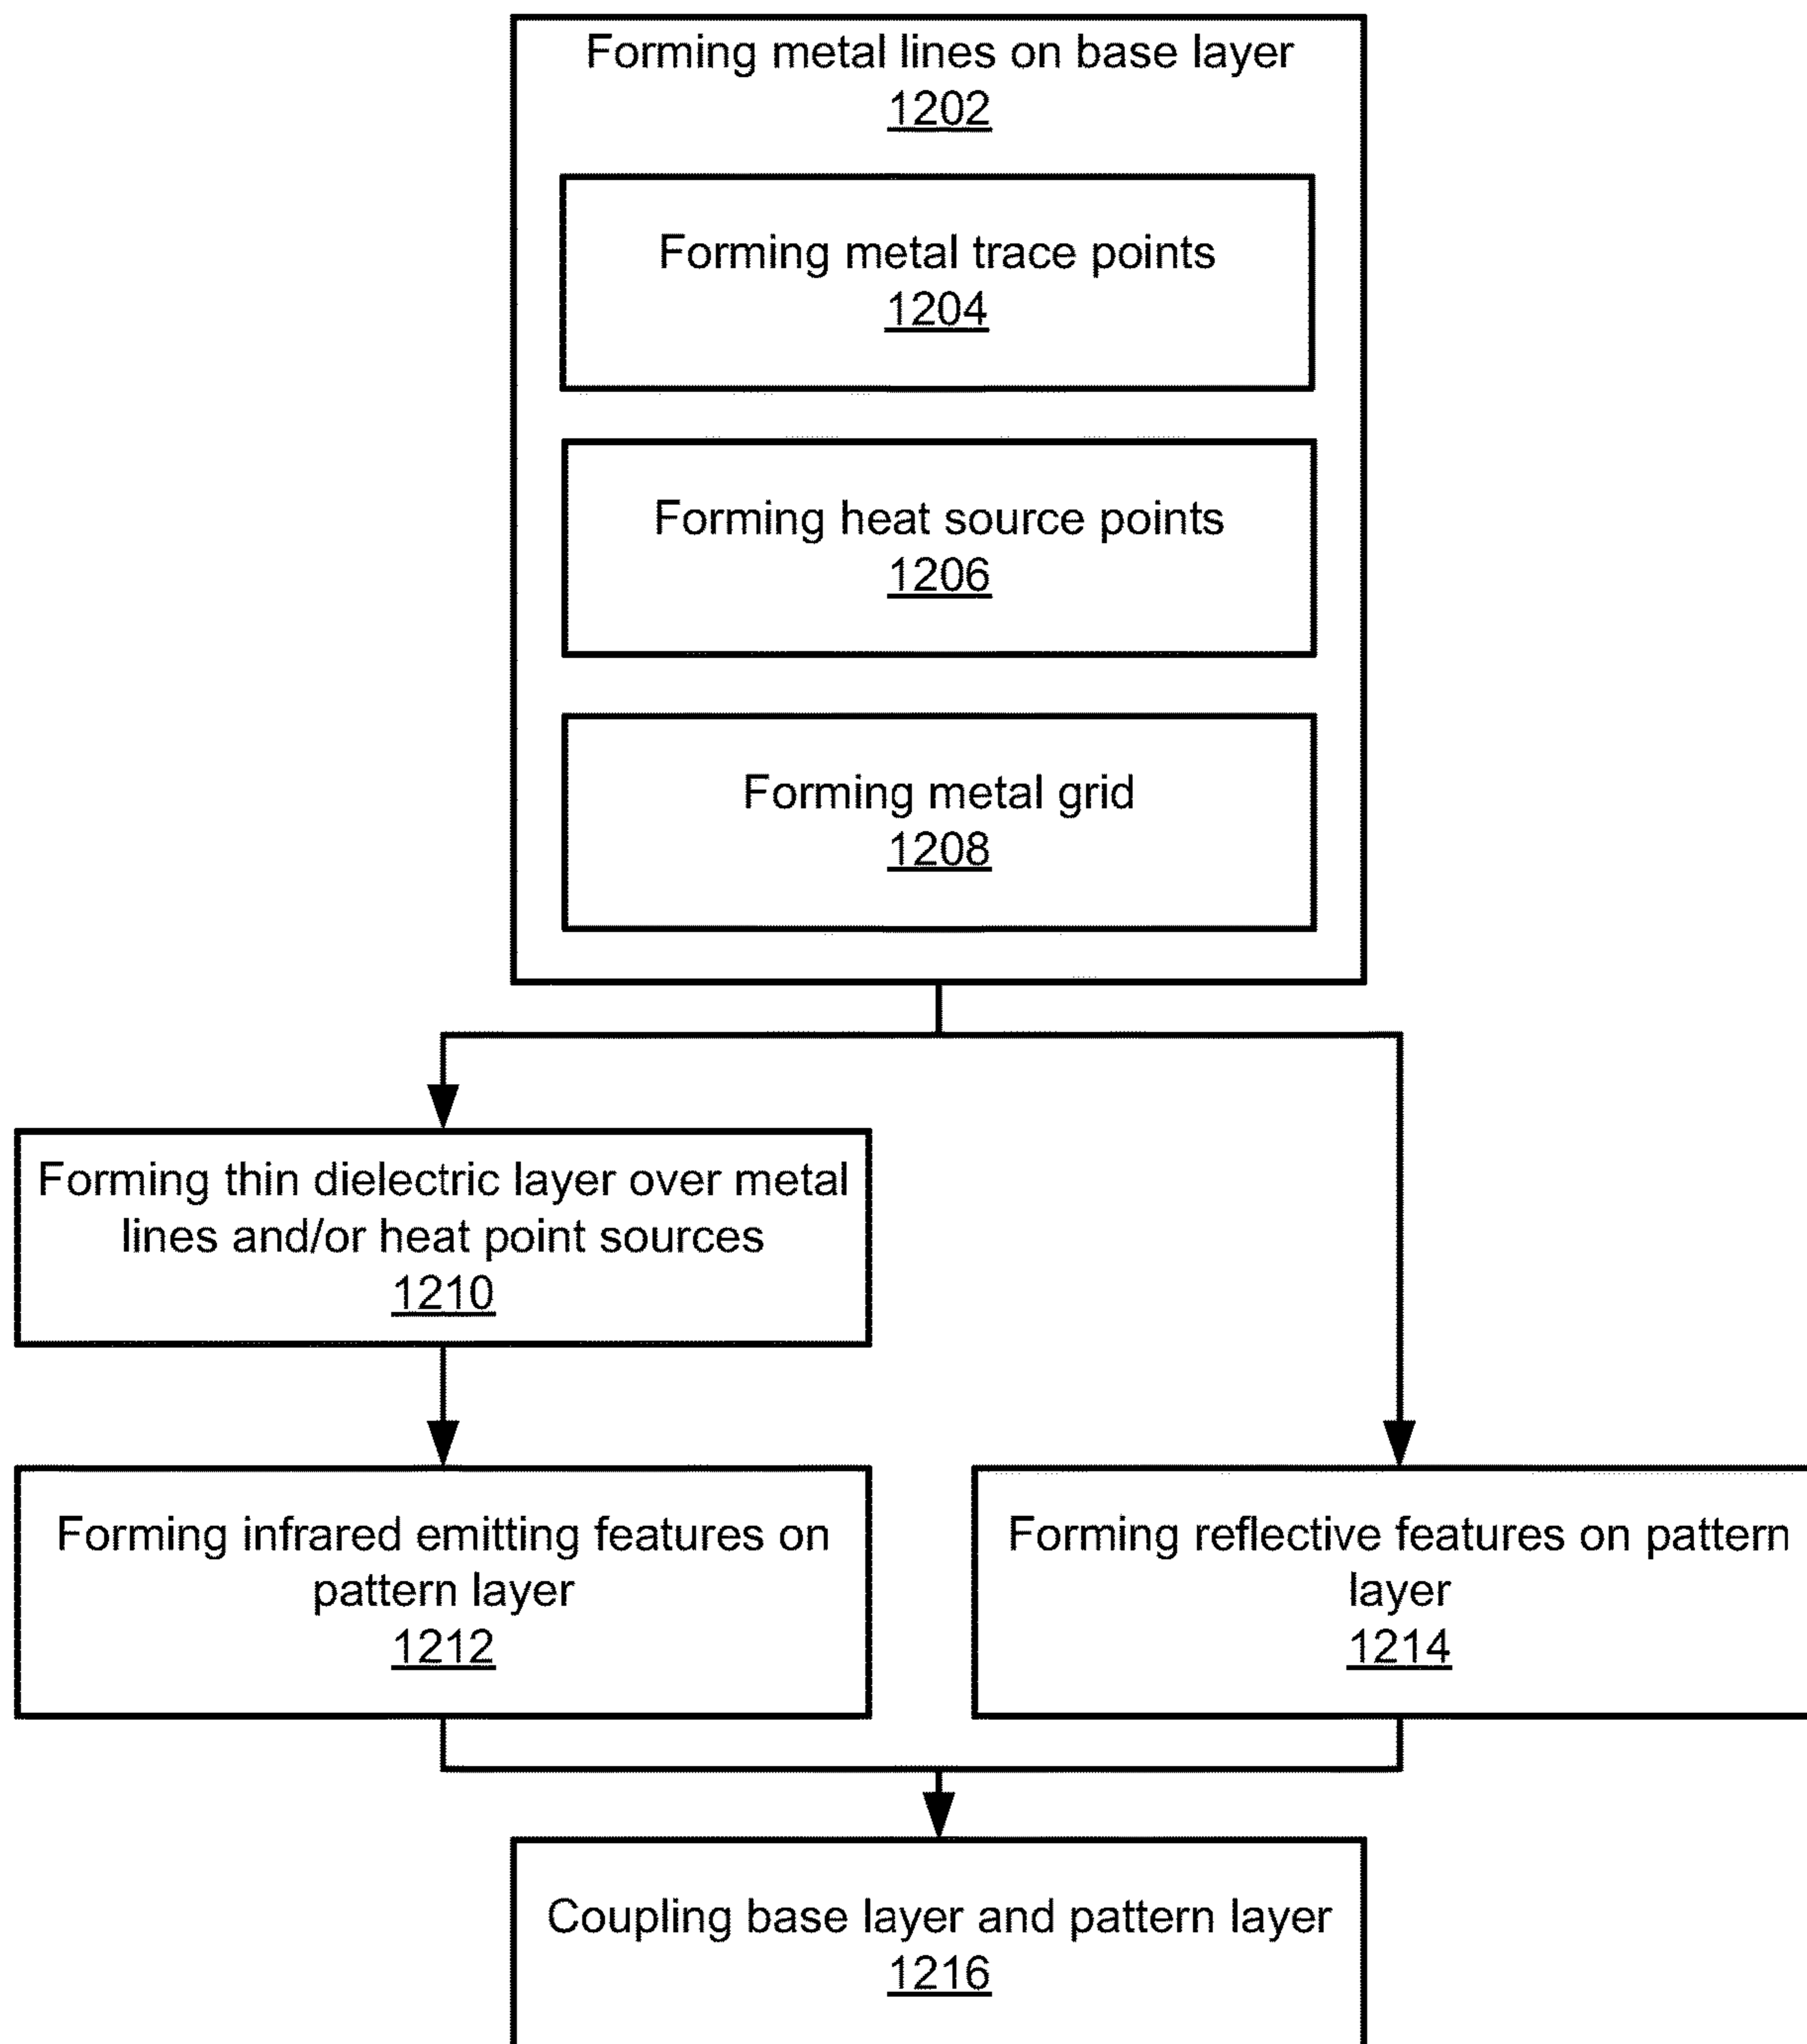 Forming metal lines on base layer
1202
Forming metal trace points
1204
Forming heat source points
1206
Forming metal grid
1208
Forming thin dielectric layer over metal
lines and/or heat point sources
1210
Forming infrared emitting features on
pattern layer
1212
Forming reflective features on pattern
layer
1214
Coupling base layer and pattern layer
1216